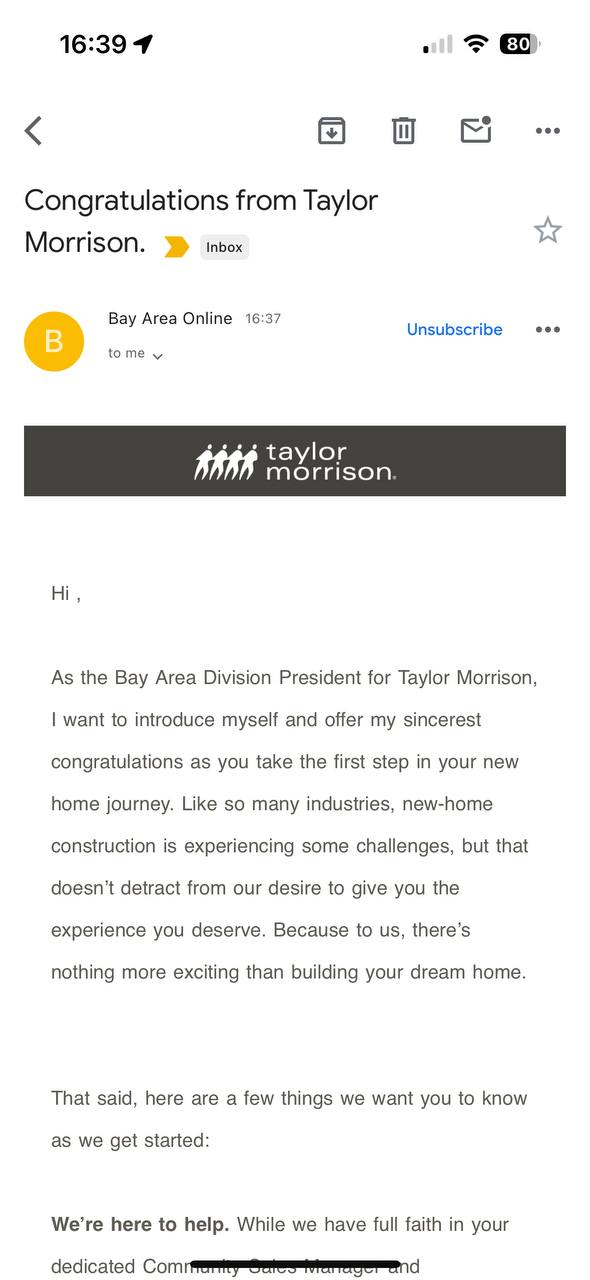 16:39
80
Congratulations from Taylor
Morrison.
Inbox
B
Bay Area Online 16:37
Unsubscribe
to me
taylor
morrison.
Hi ,
As the Bay Area Division President for Taylor Morrison,
I want to introduce myself and offer my sincerest
congratulations as you take the first step in your new
home journey. Like so many industries, new-home
construction is experiencing some challenges, but that
doesn’t detract from our desire to give you the
experience you deserve. Because to us, there’s
nothing more exciting than building your dream home.
That said, here are a few things we want you to know
as we get started:
We’re here to help. While we have full faith in your
dedicated Community Sales Manager and